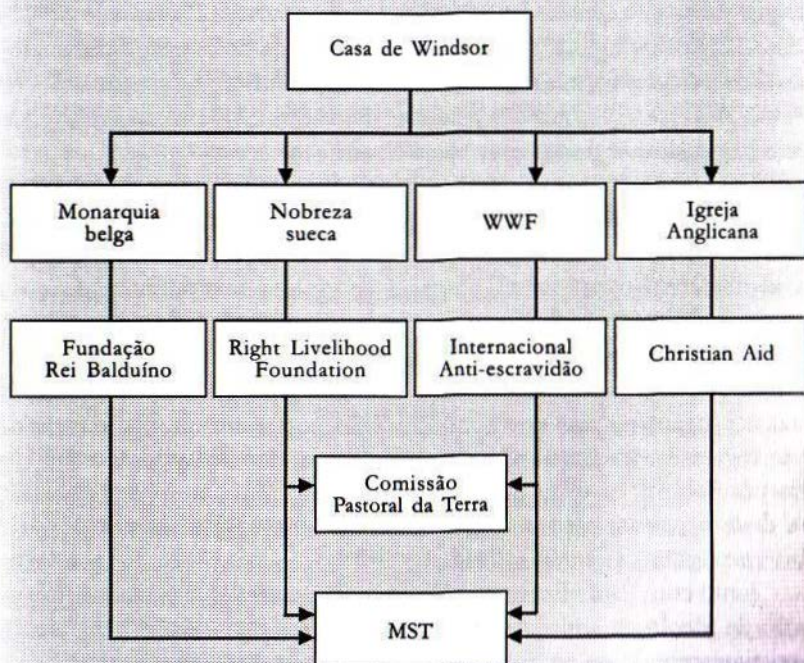 Casa de Windsor
Monarquia
belga
Nobreza
sueca
WWF
Igreja
Anglicana
Fundação
Rei Balduíno
Right Livelihood
Foundation
Internacional
Anti-escravidão
Christian Aid
Comissão
Pastoral da Terra
MST